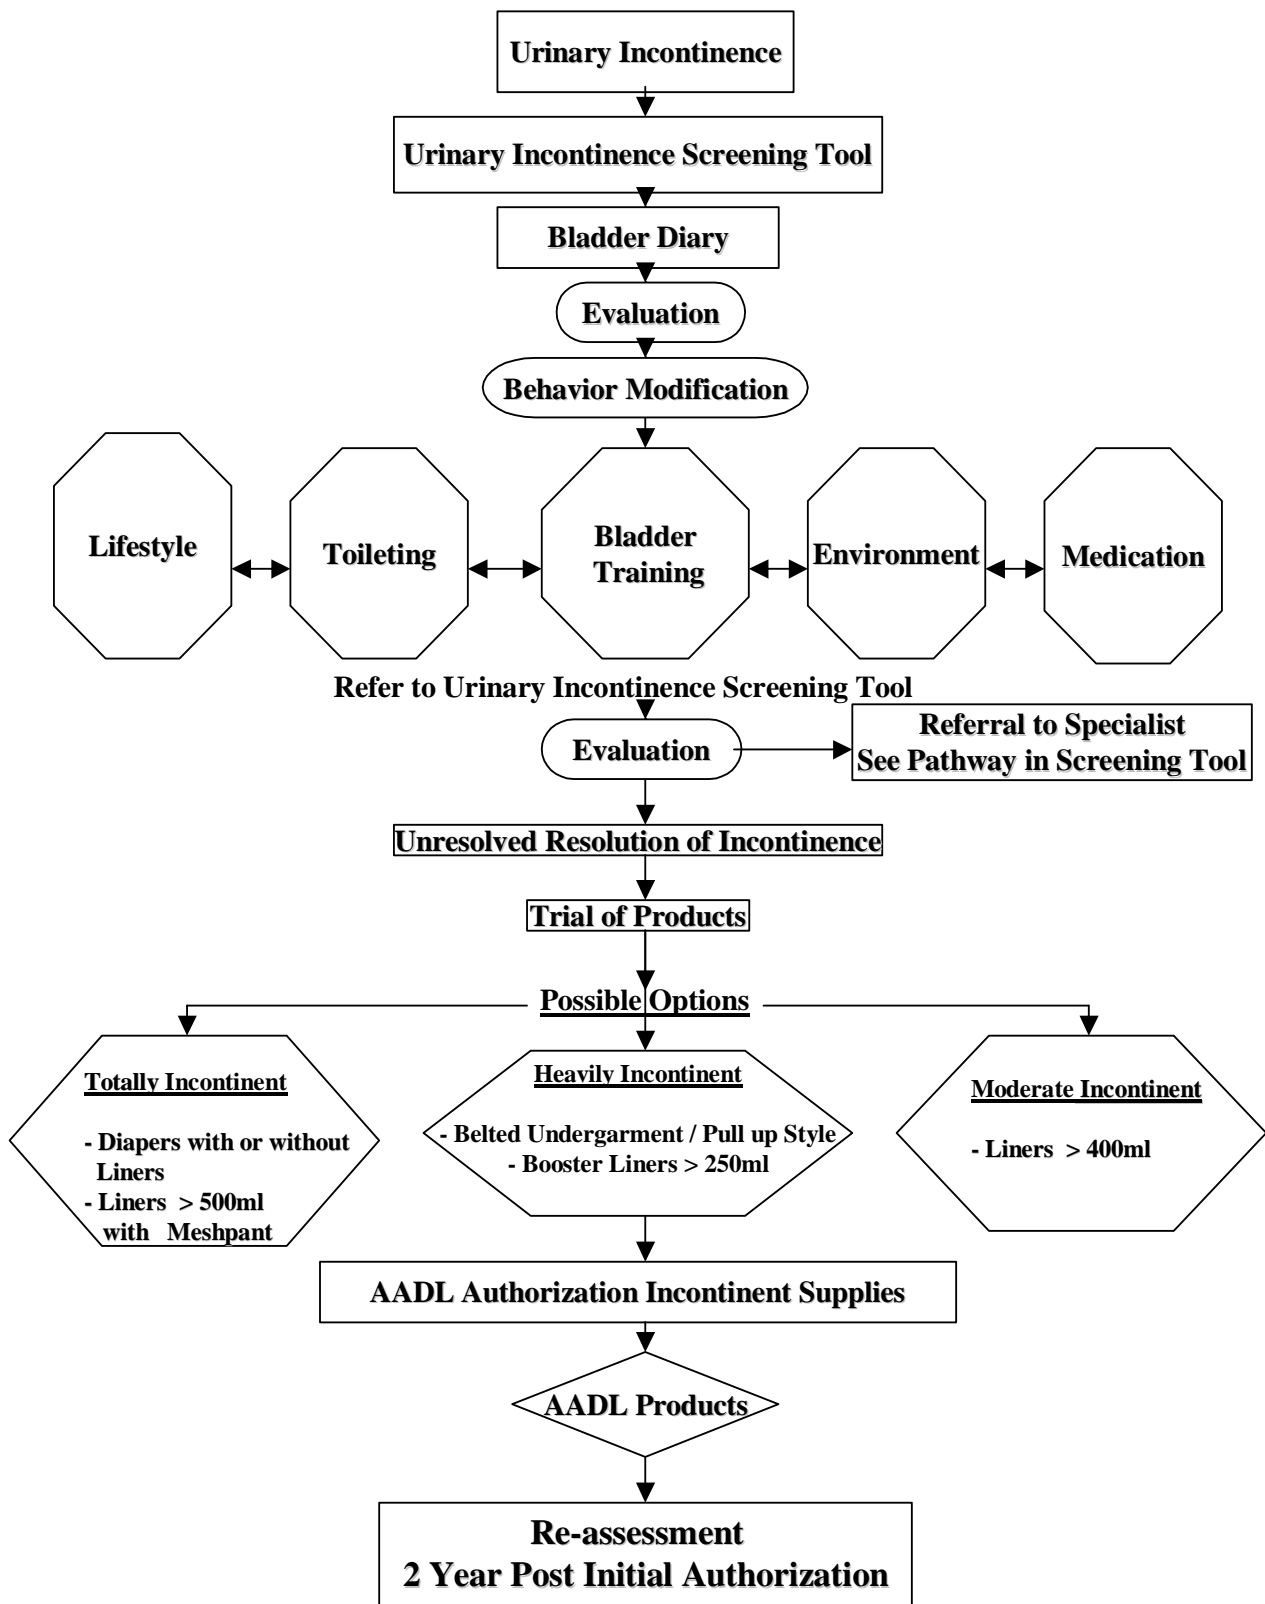 Urinary Incontinence
Urinary Incontinence Screening Tool
Bladder Diary
Evaluation
Behavior Modification
Lifestyle
Toileting
Bladder
Training
Environment
Medication
Refer to Urinary Incontinence Screening Tool
Evaluation
Referral to Specialist
See Pathway in Screening Tool
Unresolved Resolution of Incontinence
Trial of Products
Possible Options
Totally Incontinent
- Diapers with or without
Liners
- Liners > 500ml
with Meshpant
Heavily Incontinent
- Belted Undergarment / Pull up Style
- Booster Liners > 250ml
Moderate Incontinent
- Liners > 400ml
AADL Authorization Incontinent Supplies
AADL Products
Re-assessment
2 Year Post Initial Authorization